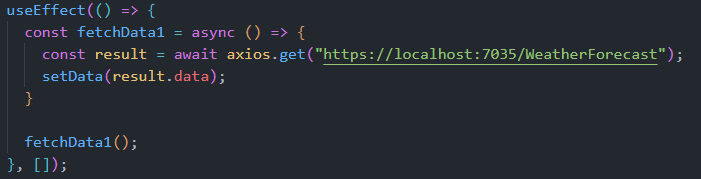 useEffect(() => {
  const fetchData1 = async () => {
    const result = await axios.get("https://localhost:7035/WeatherForecast");
    setData(result.data);
  }

  fetchData1();
}, []);